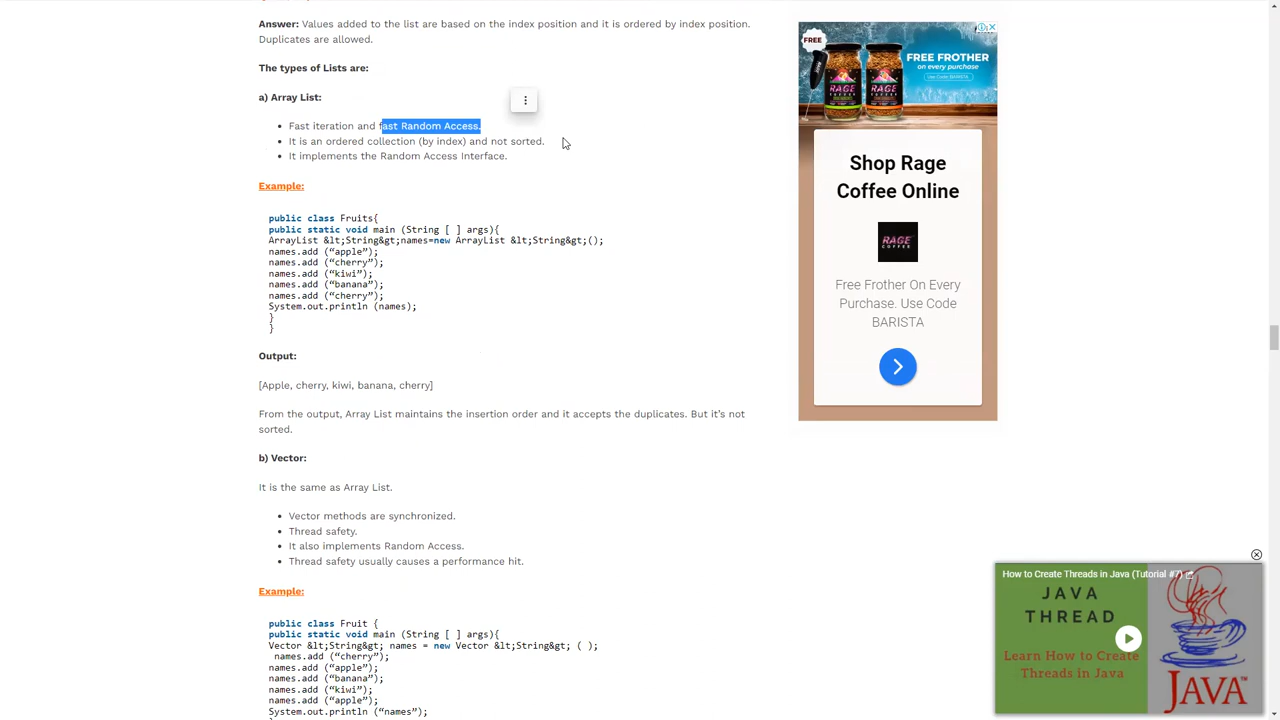 Answer: Values added to the list are based on the index position and it is ordered by index position.
Duplicates are allowed.
The types of Lists are:
a) Array List:
Fast iteration and fast Random Access.
It is an ordered collection (by index) and not sorted.
It implements the Random Access Interface.
Example:
public class Fruits{
public static void main (String [ ] args){
ArrayList &lt;String&gt;names=new ArrayList &lt;String&gt;();
names.add (“apple”);
names.add (“cherry”);
names.add (“kiwi”);
names.add (“banana”);
names.add (“cherry”);
System.out.println (names);
}
}
Output:
[Apple, cherry, kiwi, banana, cherry]
From the output, Array List maintains the insertion order and it accepts the duplicates. But it’s not
sorted.
b) Vector:
It is the same as Array List.
Vector methods are synchronized.
Thread safety.
It also implements Random Access.
Thread safety usually causes a performance hit.
Example:
public class Fruit {
public static void main (String [ ] args){
Vector &lt;String&gt; names = new Vector &lt;String&gt; ( );
names.add (“cherry”);
names.add (“apple”);
names.add (“banana”);
names.add (“kiwi”);
names.add (“apple”);
System.out.println (“names”);
FREE
FREE FROTHER
on every purchase
Use Code: BARISTA
RAGE
COFFEE
RAGE
COFFEE
Shop Rage
Coffee Online
RAGE
COFFEE
Free Frother On Every
Purchase. Use Code
BARISTA
How to Create Threads in Java (Tutorial #7)
JAVA
THREAD
Learn How to Create
Threads in Java
JAVA